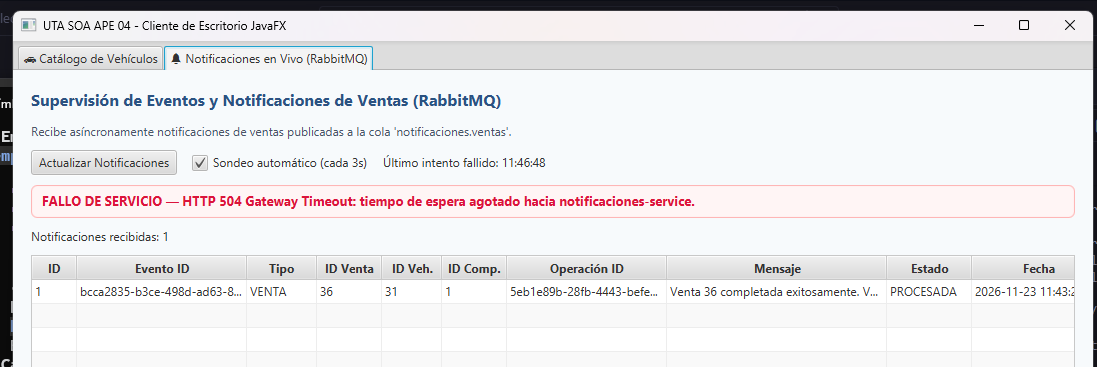 UTA SOA APE 04 - Cliente de Escritorio JavaFX
Catálogo de Vehículos
Notificaciones en Vivo (RabbitMQ)
Supervisión de Eventos y Notificaciones de Ventas (RabbitMQ)
Recibe asíncronamente notificaciones de ventas publicadas a la cola 'notificaciones.ventas'.
Actualizar Notificaciones Sondeo automático (cada 3s) Último intento fallido: 11:46:48
FALLO DE SERVICIO — HTTP 504 Gateway Timeout: tiempo de espera agotado hacia notificaciones-service.
Notificaciones recibidas: 1
ID Evento ID Tipo ID Venta ID Veh. ID Comp. Operación ID Mensaje Estado Fecha
1 bcca2835-b3ce-498d-ad63-8... VENTA 36 31 1 5eb1e89b-28fb-4443-befe... Venta 36 completada exitosamente. V... PROCESADA 2026-11-23 11:43:2